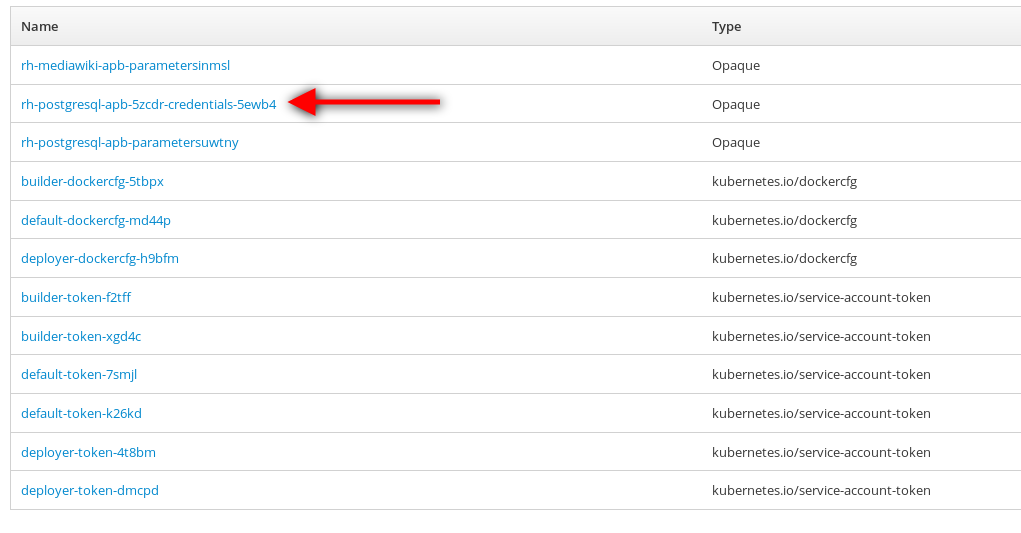 Name Type
rh-mediawiki-apb-parametersinmsl Opaque
rh-postgresql-apb-5zcdr-credentials-5ewb4 Opaque
rh-postgresql-apb-parametersuwtny Opaque
builder-dockercfg-5tbpx kubernetes.io/dockercfg
default-dockercfg-md44p kubernetes.io/dockercfg
deployer-dockercfg-h9bfm kubernetes.io/dockercfg
builder-token-f2tff kubernetes.io/service-account-token
builder-token-xgd4c kubernetes.io/service-account-token
default-token-7smjl kubernetes.io/service-account-token
default-token-k26kd kubernetes.io/service-account-token
deployer-token-4t8bm kubernetes.io/service-account-token
deployer-token-dmcpd kubernetes.io/service-account-token